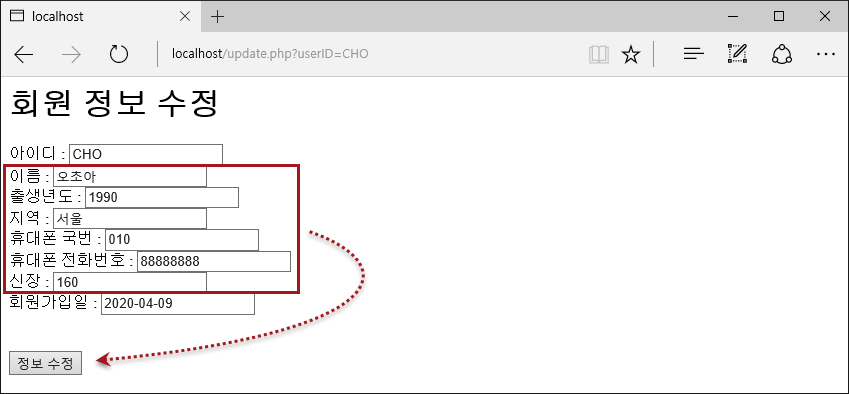 localhost
localhost/update.php?userID=CHO
회원 정보 수정
아이디 : CHO
이름 : 오초아
출생년도 : 1990
지역 : 서울
휴대폰 국번 : 010
휴대폰 전화번호 : 88888888
신장 : 160
회원가입일 : 2020-04-09
정보 수정